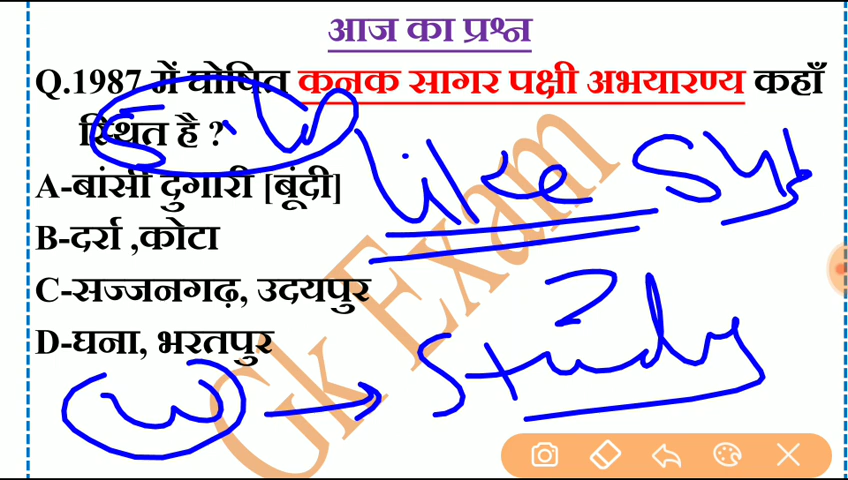 आज का प्रश्न
Q.1987 में घोषित कनक सागर पक्षी अभयारण्य कहाँ
स्थित है ?
A-बांसी दुगारी [बूंदी]
B-दर्रा ,कोटा
C-सज्जनगढ़, उदयपुर
D-घना, भरतपुर
Gk Exam
like
study